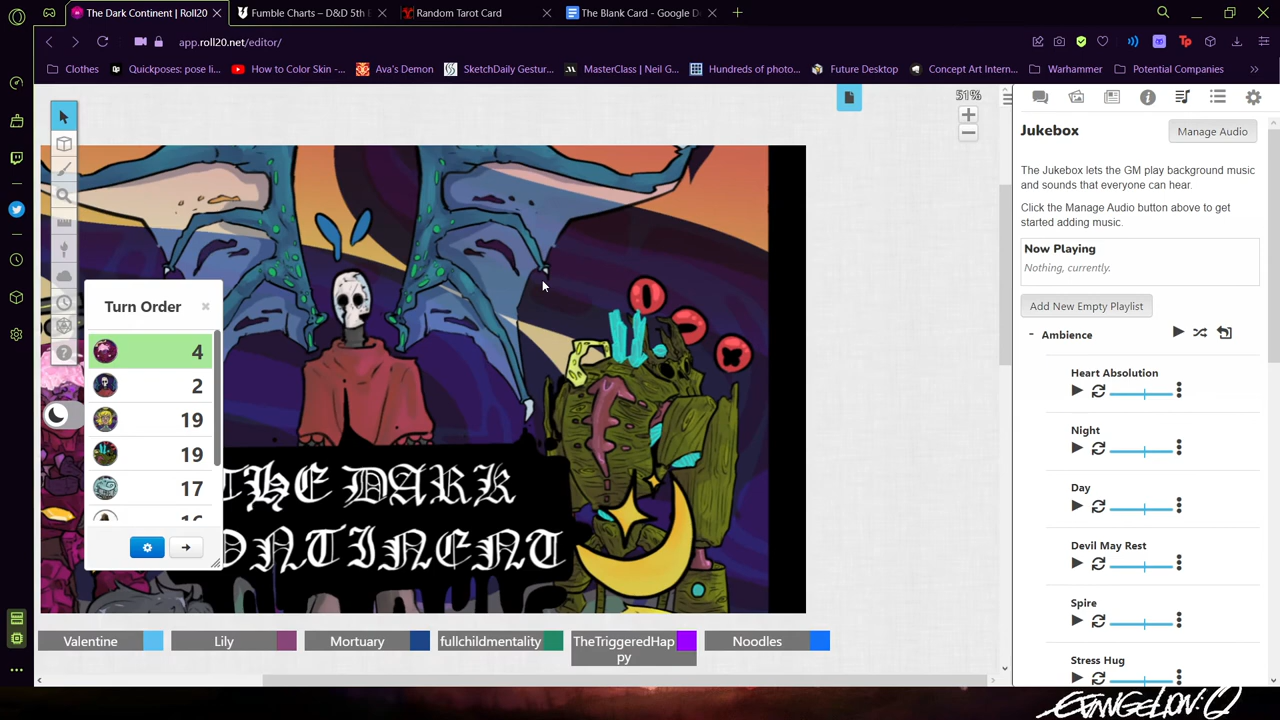 The Dark Continent | Roll20
Fumble Charts – D&D 5th E
Random Tarot Card
The Blank Card - Google Do
app.roll20.net/editor/
Clothes
Quickposes: pose li...
How to Color Skin -...
Ava's Demon
SketchDaily Gestur...
MasterClass | Neil G...
Hundreds of photo...
Future Desktop
Concept Art Intern...
Warhammer
Potential Companies
51%
Jukebox
Manage Audio
The Jukebox lets the GM play background music
and sounds that everyone can hear.
Click the Manage Audio button above to get
started adding music.
Now Playing
Nothing, currently.
Add New Empty Playlist
Ambience
Heart Absolution
Night
Day
Devil May Rest
Spire
Stress Hug
Turn Order
4
2
19
19
17
THE DARK
ONTINENT
Valentine
Lily
Mortuary
fullchildmentality
TheTriggeredHap
py
Noodles